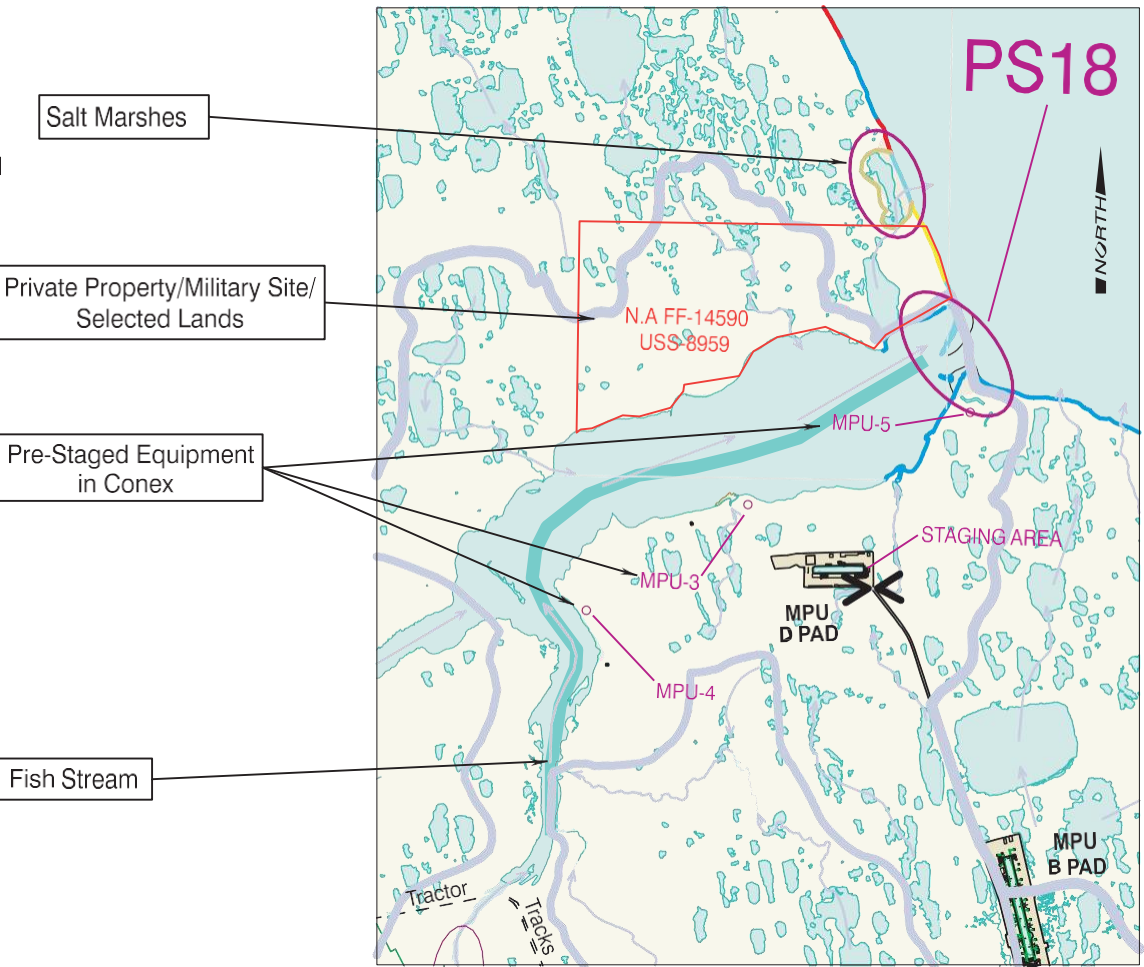 PS18
Salt Marshes
NORTH
Private Property/Military Site/
Selected Lands
N.A FF-14590
USS-8959
MPU-5
Pre-Staged Equipment
in Conex
STAGING AREA
MPU-3
MPU
D PAD
MPU-4
Fish Stream
MPU
B PAD
Tractor
Tracks